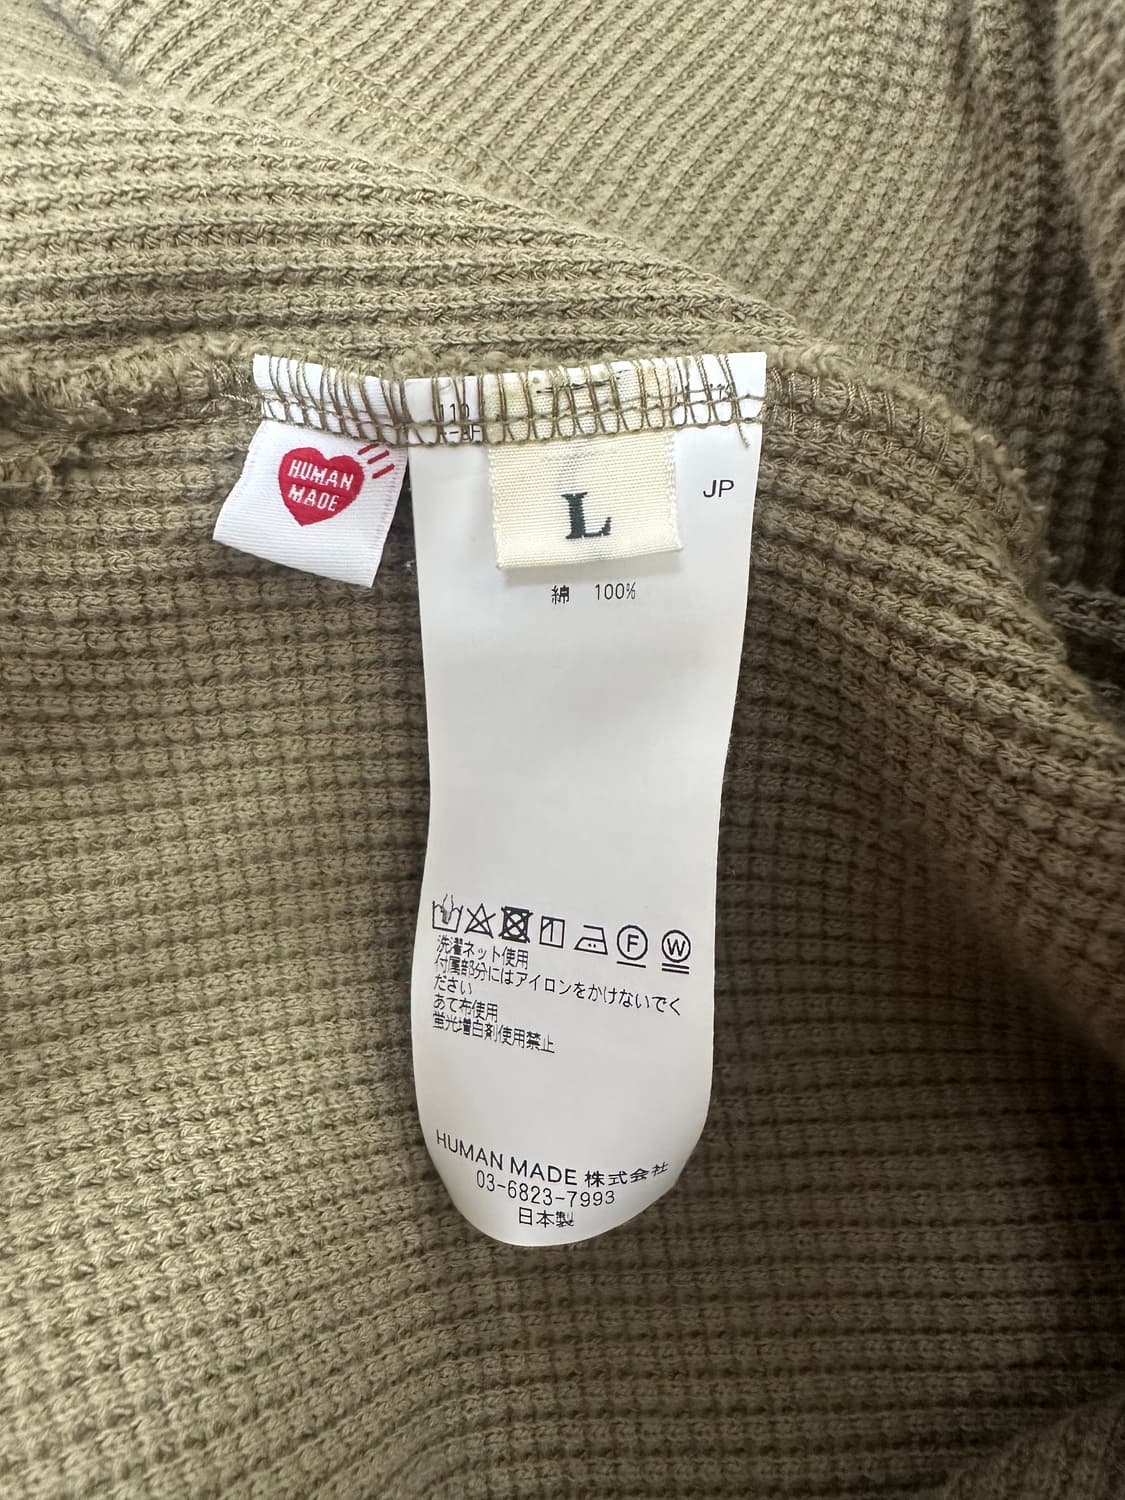 HUMAN
MADE
L
JP
綿 100%
F
W
洗濯ネット使用
付属部分にはアイロンをかけないでく
ださい
あて布使用
蛍光増白剤使用禁止
HUMAN MADE 株式会社
03-6823-7993
日本製